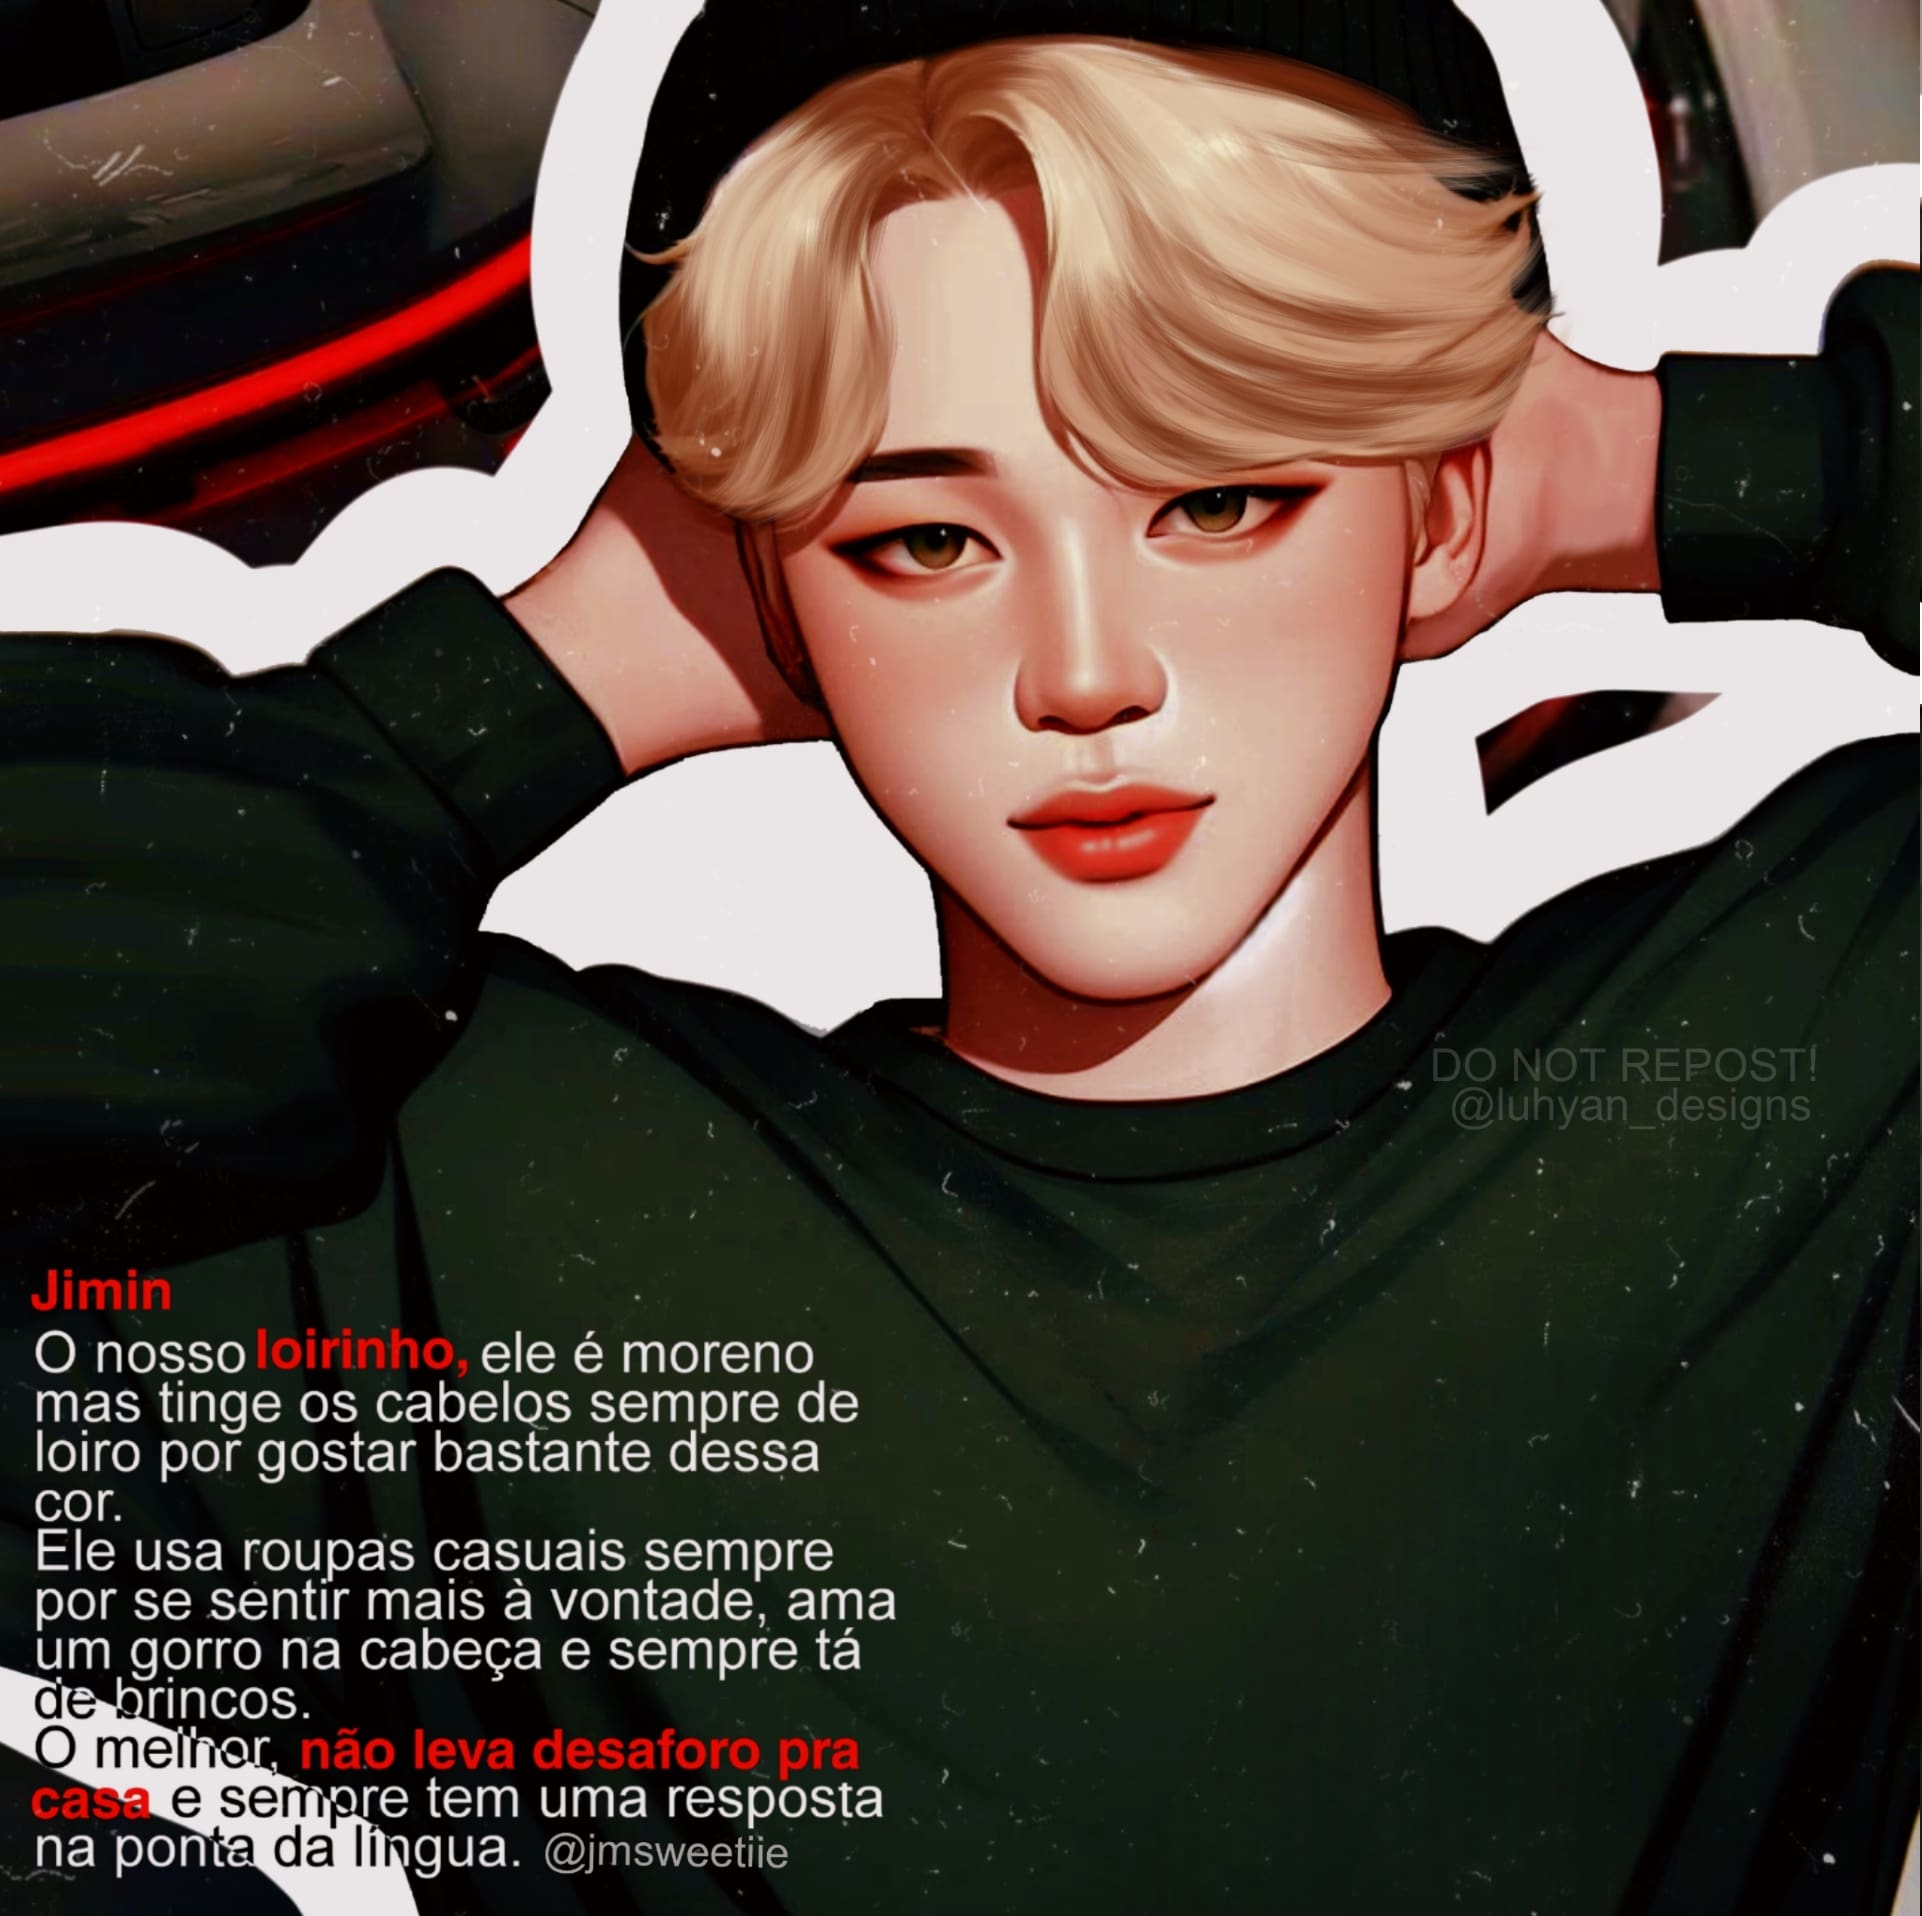 DO NOT REPOST!
@luhyan_designs
Jimin
O nosso loirinho, ele é moreno
mas tinge os cabelos sempre de
loiro por gostar bastante dessa
cor.
Ele usa roupas casuais sempre
por se sentir mais à vontade, ama
um gorro na cabeça e sempre tá
de brincos.
O melhor, não leva desaforo pra
casa e sempre tem uma resposta
na ponta da língua. @jmsweetiie